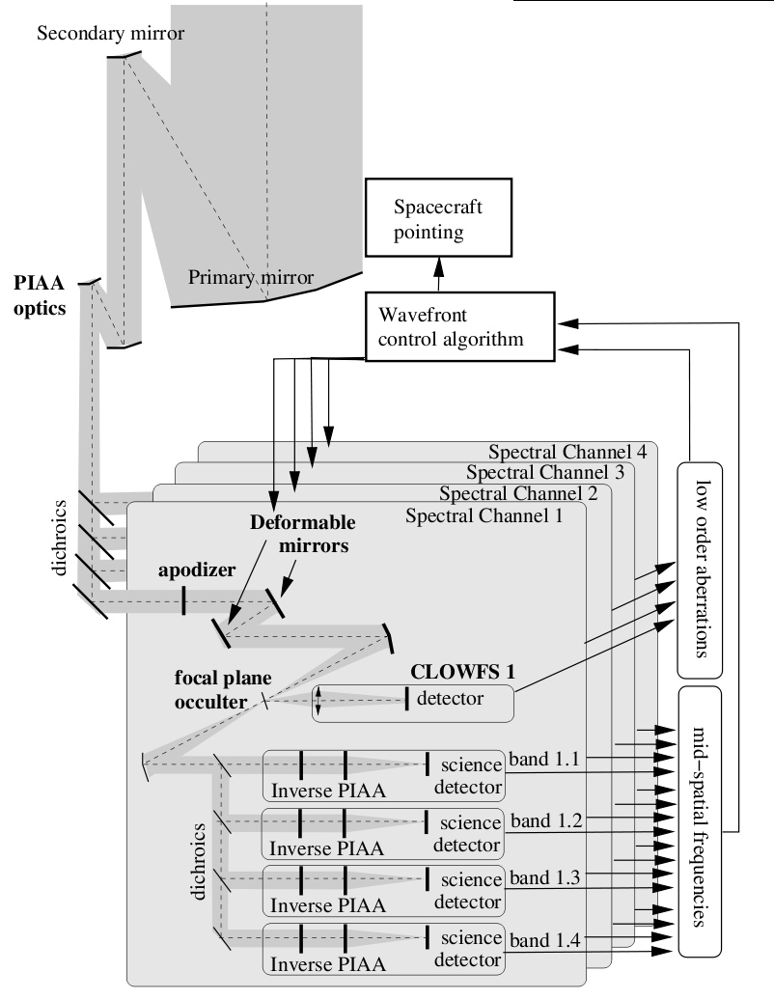 Secondary mirror
Spacecraft
pointing
PIAA
optics
Primary mirror
Wavefront
control algorithm
Spectral Channel 4
Spectral Channel 3
Spectral Channel 2
Spectral Channel 1
dichroics
Deformable
mirrors
apodizer
low order aberrations
focal plane
occulter
CLOWFS 1
detector
mid−spatial frequencies
dichroics
Inverse PIAA
science
detector
band 1.1
Inverse PIAA
science
detector
band 1.2
Inverse PIAA
science
detector
band 1.3
Inverse PIAA
science
detector
band 1.4